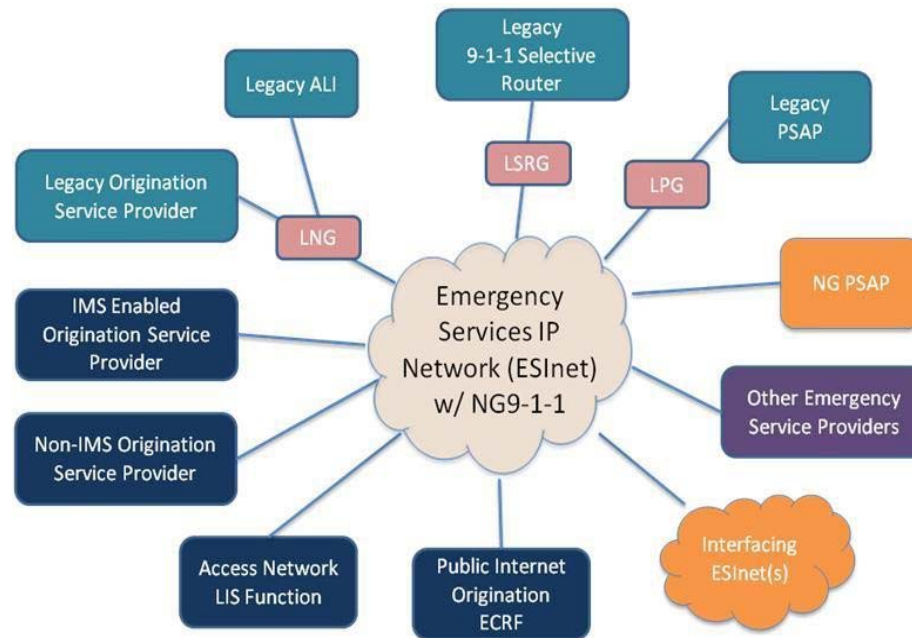 Legacy
9-1-1 Selective
Router
Legacy ALI
Legacy
PSAP
LSRG
LPG
Legacy Origination
Service Provider
LNG
NG PSAP
IMS Enabled
Origination Service
Provider
Emergency
Services IP
Network (ESInet)
w/ NG9-1-1
Other Emergency
Service Providers
Non-IMS Origination
Service Provider
Interfacing
ESInet(s)
Access Network
LIS Function
Public Internet
Origination
ECRF